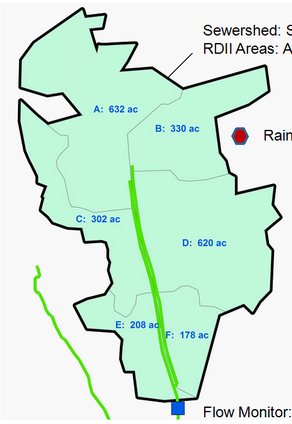 Sewershed: S
RDII Areas: A
A: 632 ac
B: 330 ac
Rain
C: 302 ac
D: 620 ac
E: 208 ac
F: 178 ac
Flow Monitor: